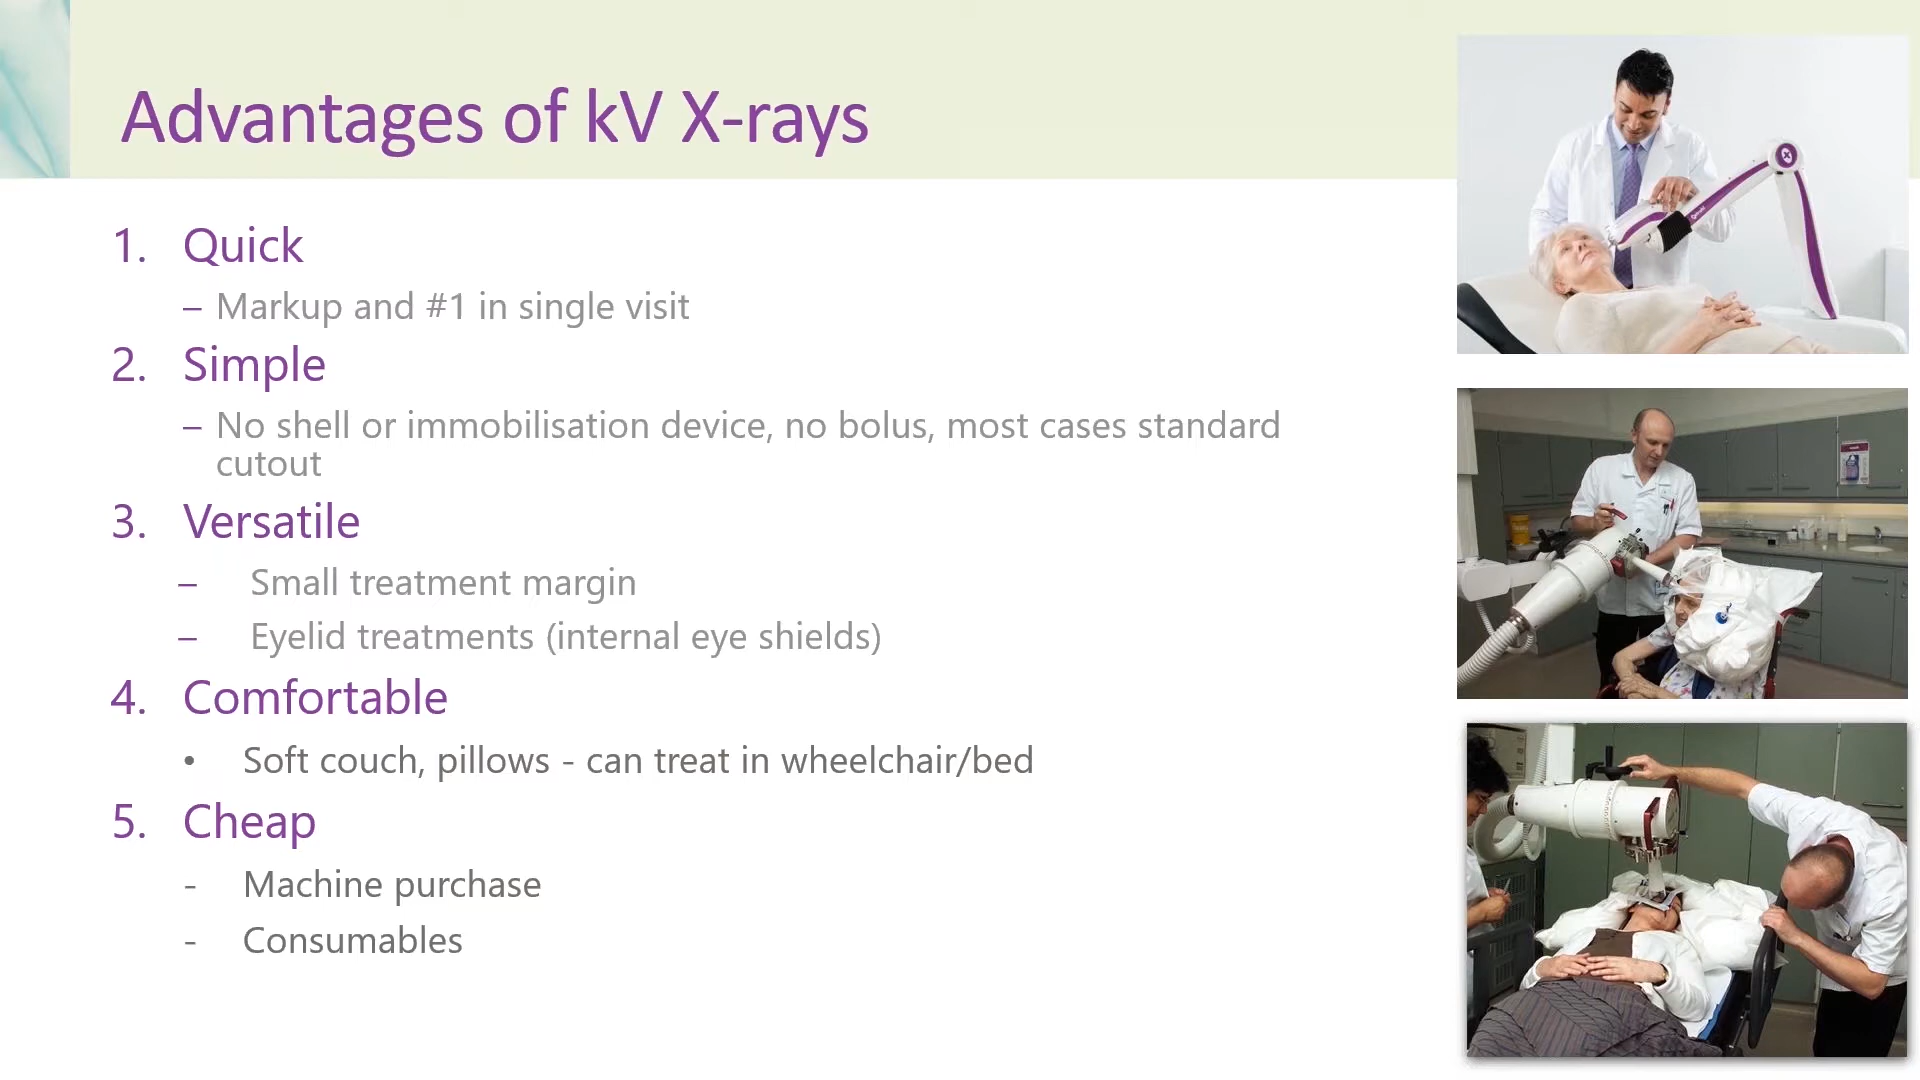 Advantages of kV X-rays
1. Quick
– Markup and #1 in single visit
2. Simple
– No shell or immobilisation device, no bolus, most cases standard
cutout
3. Versatile
– Small treatment margin
– Eyelid treatments (internal eye shields)
4. Comfortable
• Soft couch, pillows - can treat in wheelchair/bed
5. Cheap
- Machine purchase
- Consumables